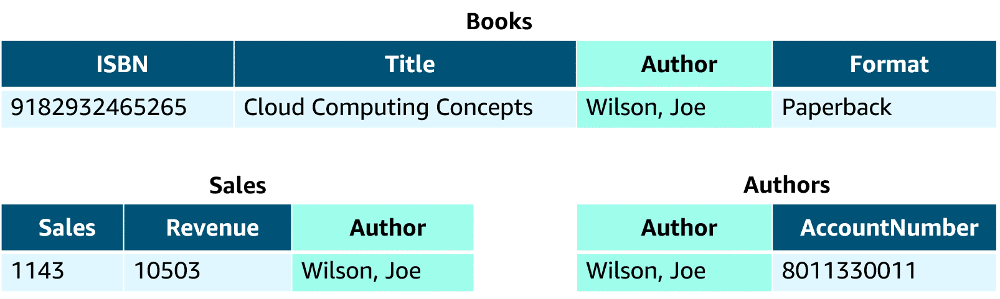 Books
ISBN Title Author Format
9182932465265 Cloud Computing Concepts Wilson, Joe Paperback
Sales
Sales Revenue Author
1143 10503 Wilson, Joe
Authors
Author AccountNumber
Wilson, Joe 8011330011